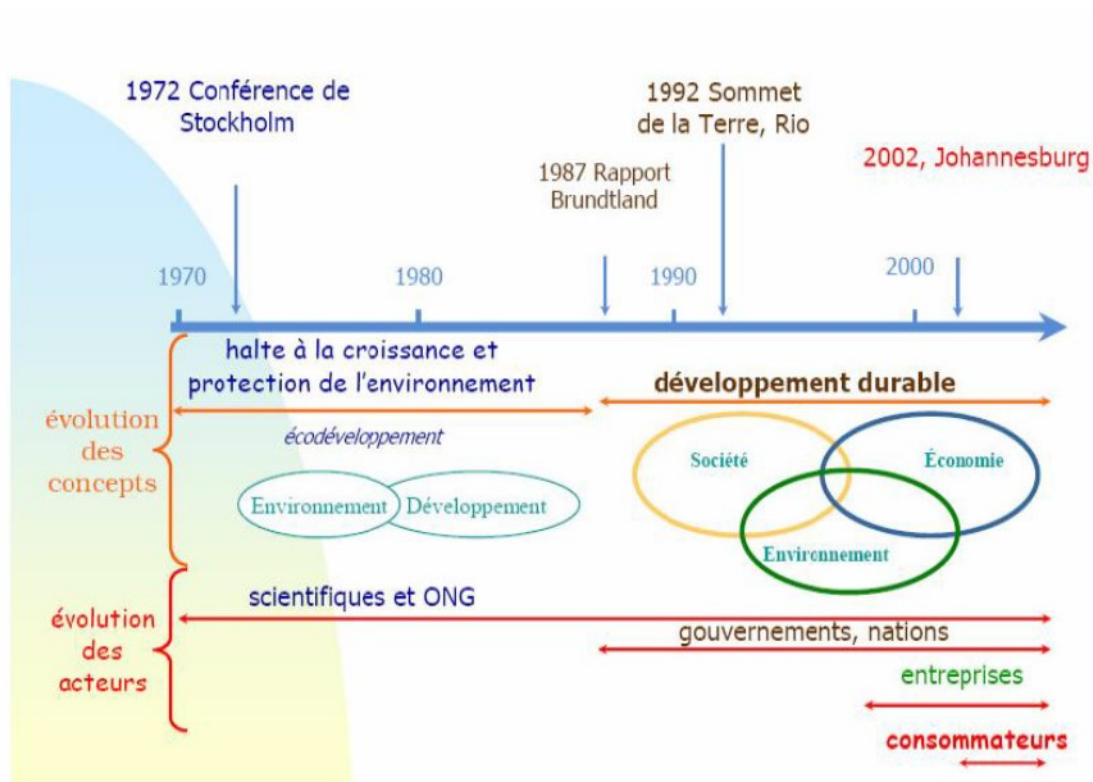 1972 Conférence de
Stockholm
1992 Sommet
de la Terre, Rio
1987 Rapport
Brundtland
2002, Johannesburg
1970
1980
1990
2000
évolution
des
concepts
halte à la croissance et
protection de l'environnement
écodéveloppement
Environnement
Développement
développement durable
Société
Économie
Environnement
évolution
des
acteurs
scientifiques et ONG
gouvernements, nations
entreprises
consommateurs